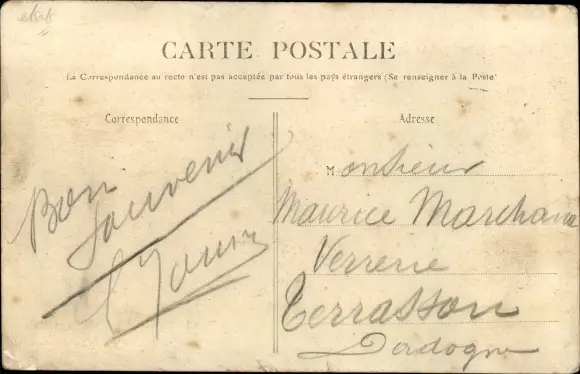 CARTE POSTALE
La Correspondance au recto n'est pas acceptée par tous les pays étrangers (Se renseigner à la Poste)
Correspondance
Adresse
Bon
souvenir
Monsieur
Maurice Marchand
Verrerie
Terrasson
Dordogne